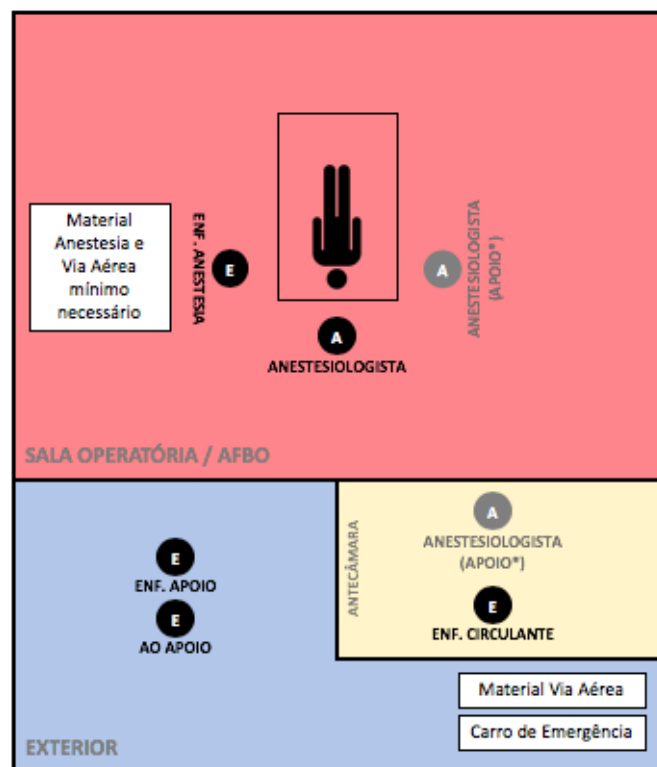 Material
Anestesia e
Via Aérea
mínimo
necessário
ENF. ANESTESIA
E
A
ANESTESIOLOGISTA
(APOIO*)
A
ANESTESIOLOGISTA
SALA OPERATÓRIA / AFBO
E
ENF. APOIO
E
AO APOIO
ANTECÂMARA
A
ANESTESIOLOGISTA
(APOIO*)
E
ENF. CIRCULANTE
Material Via Aérea
Carro de Emergência
EXTERIOR